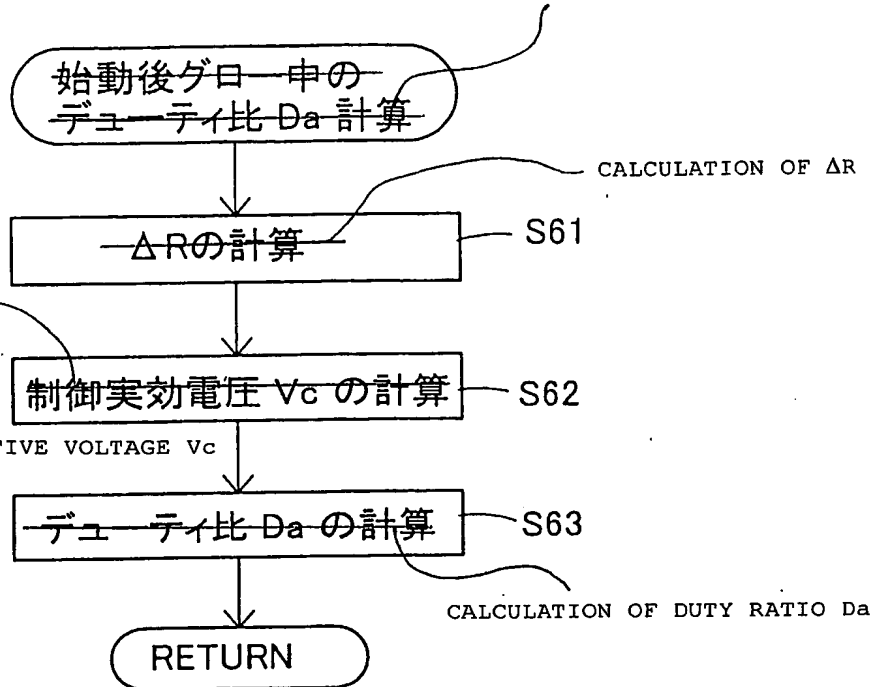 始動後グロー中の
デューティ比 Da 計算
CALCULATION OF ΔR
ΔRの計算
S61
制御実効電圧 Vc の計算
S62
TIVE VOLTAGE Vc
デューティ比 Da の計算
S63
CALCULATION OF DUTY RATIO Da
RETURN